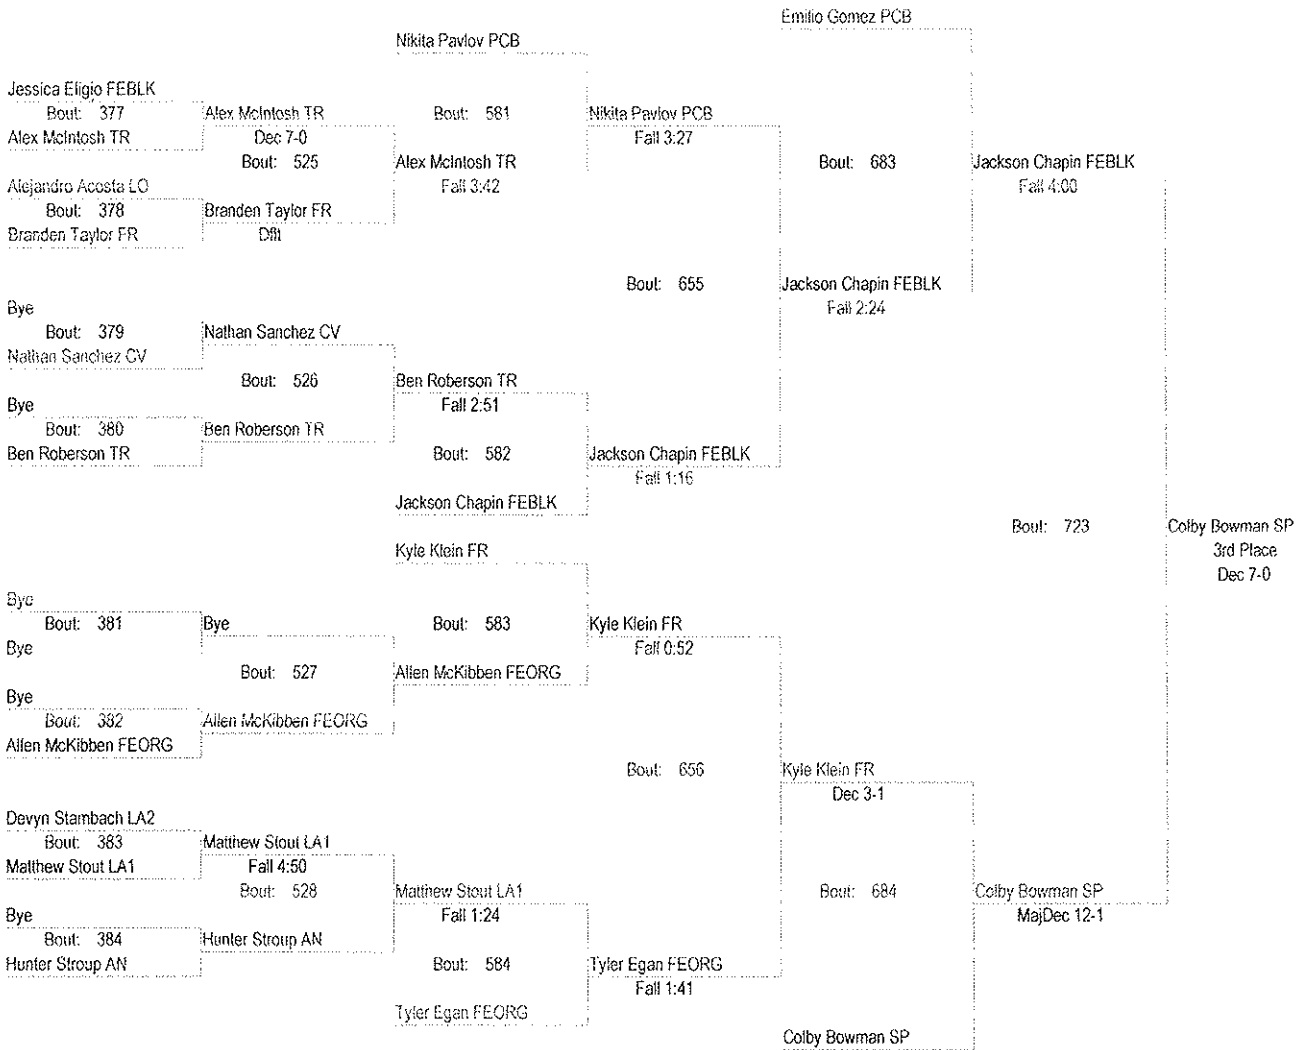 Emilio Gomez PCB
Nikita Pavlov PCB
Jessica Eligio FEBLK
Bout: 377
Alex McIntosh TR
Alex McIntosh TR
Dec 7-0
Bout: 525
Bout: 581
Nikita Pavlov PCB
Fall 3:27
Alex McIntosh TR
Fall 3:42
Bout: 683
Jackson Chapin FEBLK
Fall 4:00
Alejandro Acosta LO
Bout: 378
Branden Taylor FR
Branden Taylor FR
Dflt
Bout: 655
Jackson Chapin FEBLK
Fall 2:24
Bye
Bout: 379
Nathan Sanchez CV
Nathan Sanchez CV
Bout: 526
Ben Roberson TR
Fall 2:51
Bye
Bout: 380
Ben Roberson TR
Ben Roberson TR
Bout: 582
Jackson Chapin FEBLK
Fall 1:16
Jackson Chapin FEBLK
Bout: 723
Colby Bowman SP
3rd Place
Dec 7-0
Kyle Klein FR
Bye
Bout: 381
Bye
Bye
Bout: 583
Kyle Klein FR
Fall 0:52
Bout: 527
Allen McKibben FEORG
Bye
Bout: 382
Allen McKibben FEORG
Allen McKibben FEORG
Bout: 656
Kyle Klein FR
Dec 3-1
Devyn Stambach LA2
Bout: 383
Matthew Stout LA1
Matthew Stout LA1
Fall 4:50
Bout: 528
Matthew Stout LA1
Fall 1:24
Bout: 684
Colby Bowman SP
MajDec 12-1
Bye
Bout: 384
Hunter Stroup AN
Hunter Stroup AN
Bout: 584
Tyler Egan FEORG
Fall 1:41
Tyler Egan FEORG
Colby Bowman SP